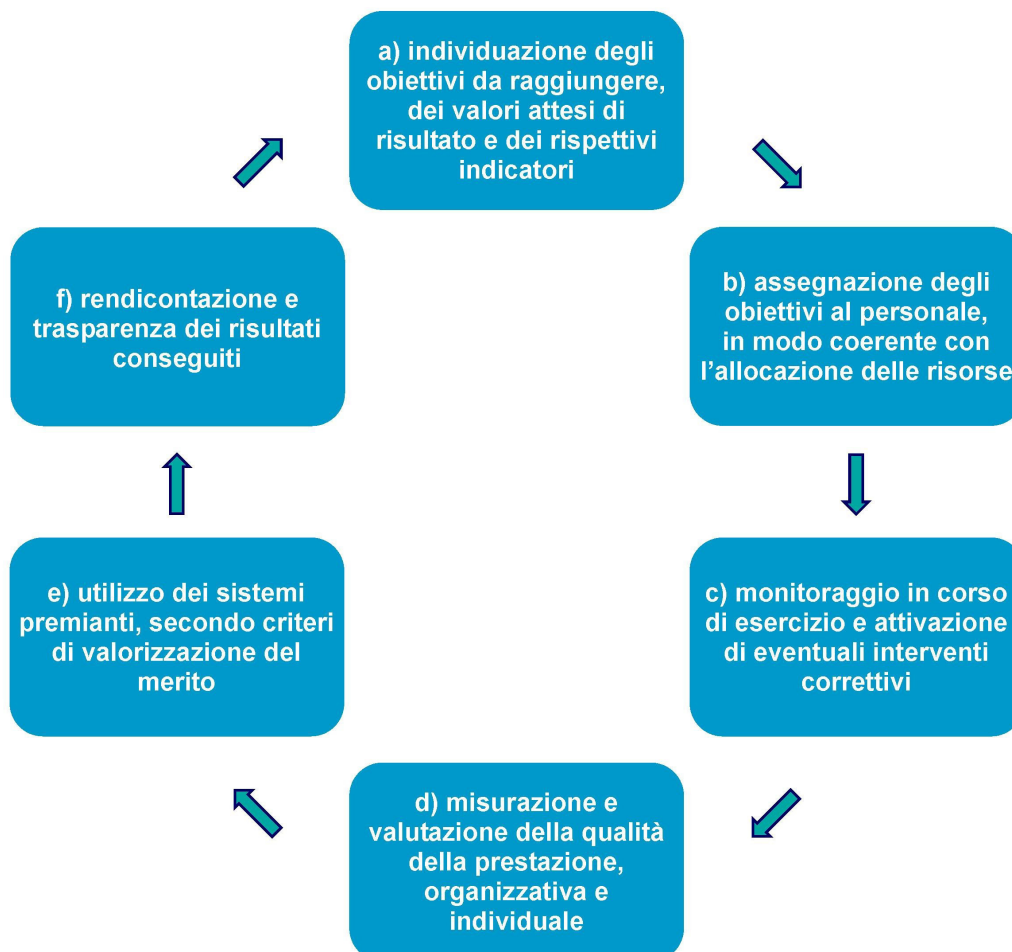 a) individuazione degli
obiettivi da raggiungere,
dei valori attesi di
risultato e dei rispettivi
indicatori
b) assegnazione degli
obiettivi al personale,
in modo coerente con
l’allocazione delle risorse
c) monitoraggio in corso
di esercizio e attivazione
di eventuali interventi
correttivi
d) misurazione e
valutazione della qualità
della prestazione,
organizzativa e
individuale
e) utilizzo dei sistemi
premianti, secondo criteri
di valorizzazione del
merito
f) rendicontazione e
trasparenza dei risultati
conseguiti